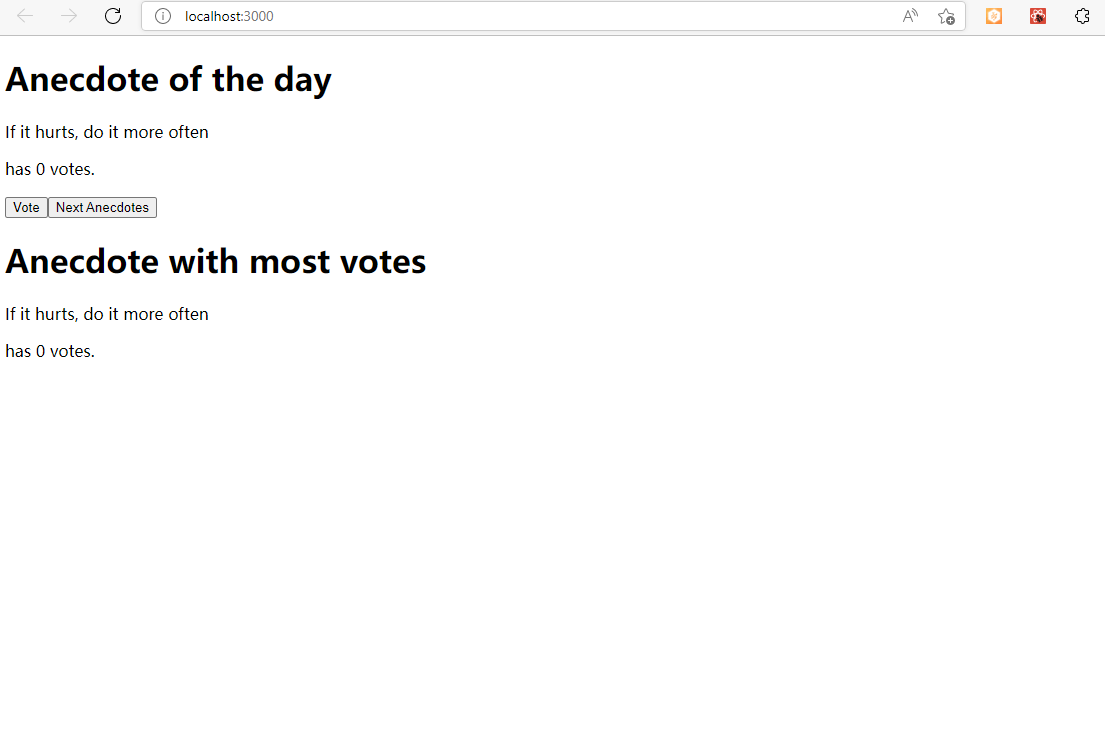 localhost:3000
Anecdote of the day
If it hurts, do it more often
has 0 votes.
Vote Next Anecdotes
Anecdote with most votes
If it hurts, do it more often
has 0 votes.